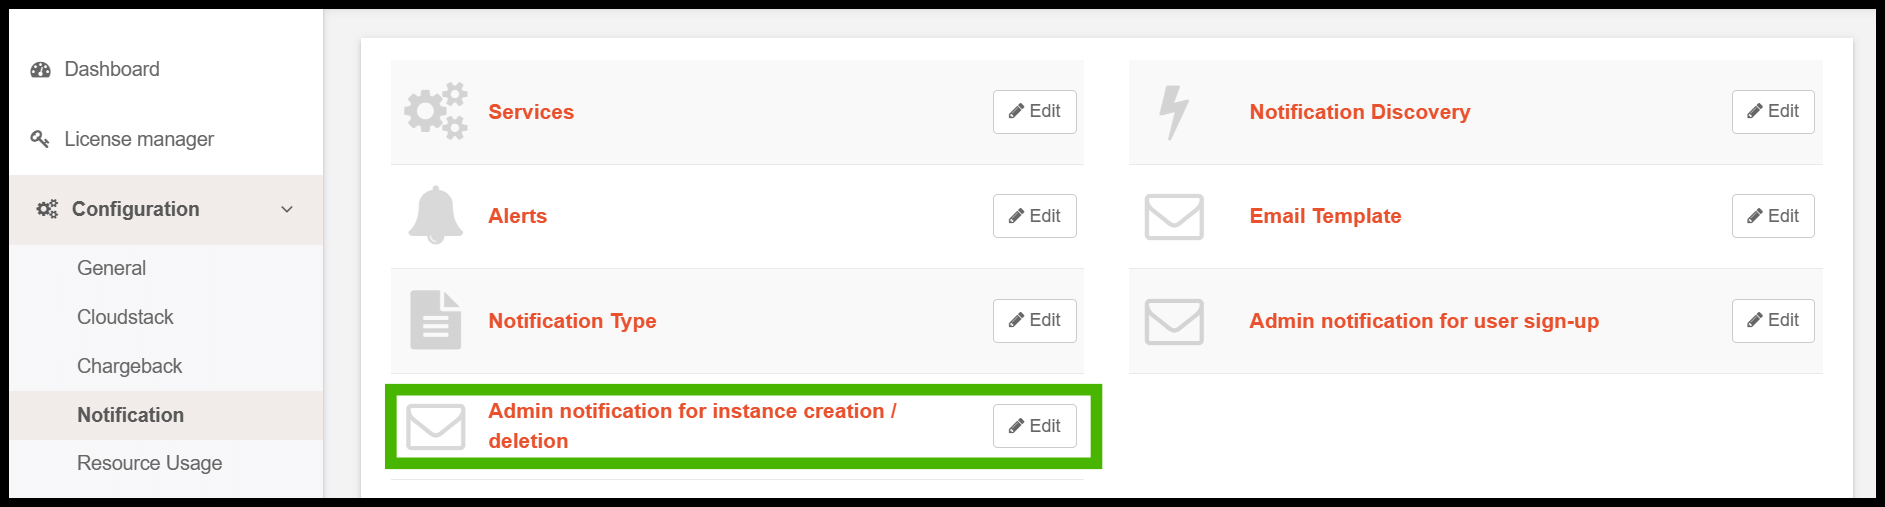 Dashboard
License manager
Configuration
General
Cloudstack
Chargeback
Notification
Resource Usage
Services
Edit
Notification Discovery
Edit
Alerts
Edit
Email Template
Edit
Notification Type
Edit
Admin notification for user sign-up
Edit
Admin notification for instance creation /
deletion
Edit